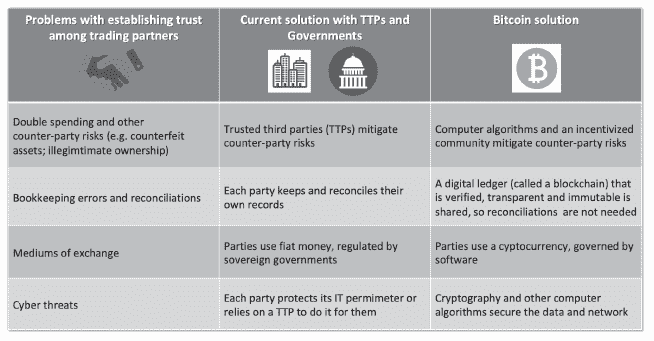 Problems with establishing trust
among trading partners
Current solution with TTPs and
Governments
Bitcoin solution
Double spending and other
counter-party risks (e.g. counterfeit
assets; illegimtimate ownership)
Trusted third parties (TTPs) mitigate
counter-party risks
Computer algorithms and an incentivized
community mitigate counter-party risks
Bookkeeping errors and reconciliations
Each party keeps and reconciles their
own records
A digital ledger (called a blockchain) that
is verified, transparent and immutable is
shared, so reconciliations are not needed
Mediums of exchange
Parties use fiat money, regulated by
sovereign governments
Parties use a cyptocurrency, governed by
software
Cyber threats
Each party protects its IT permimeter or
relies on a TTP to do it for them
Cryptography and other computer
algorithms secure the data and network